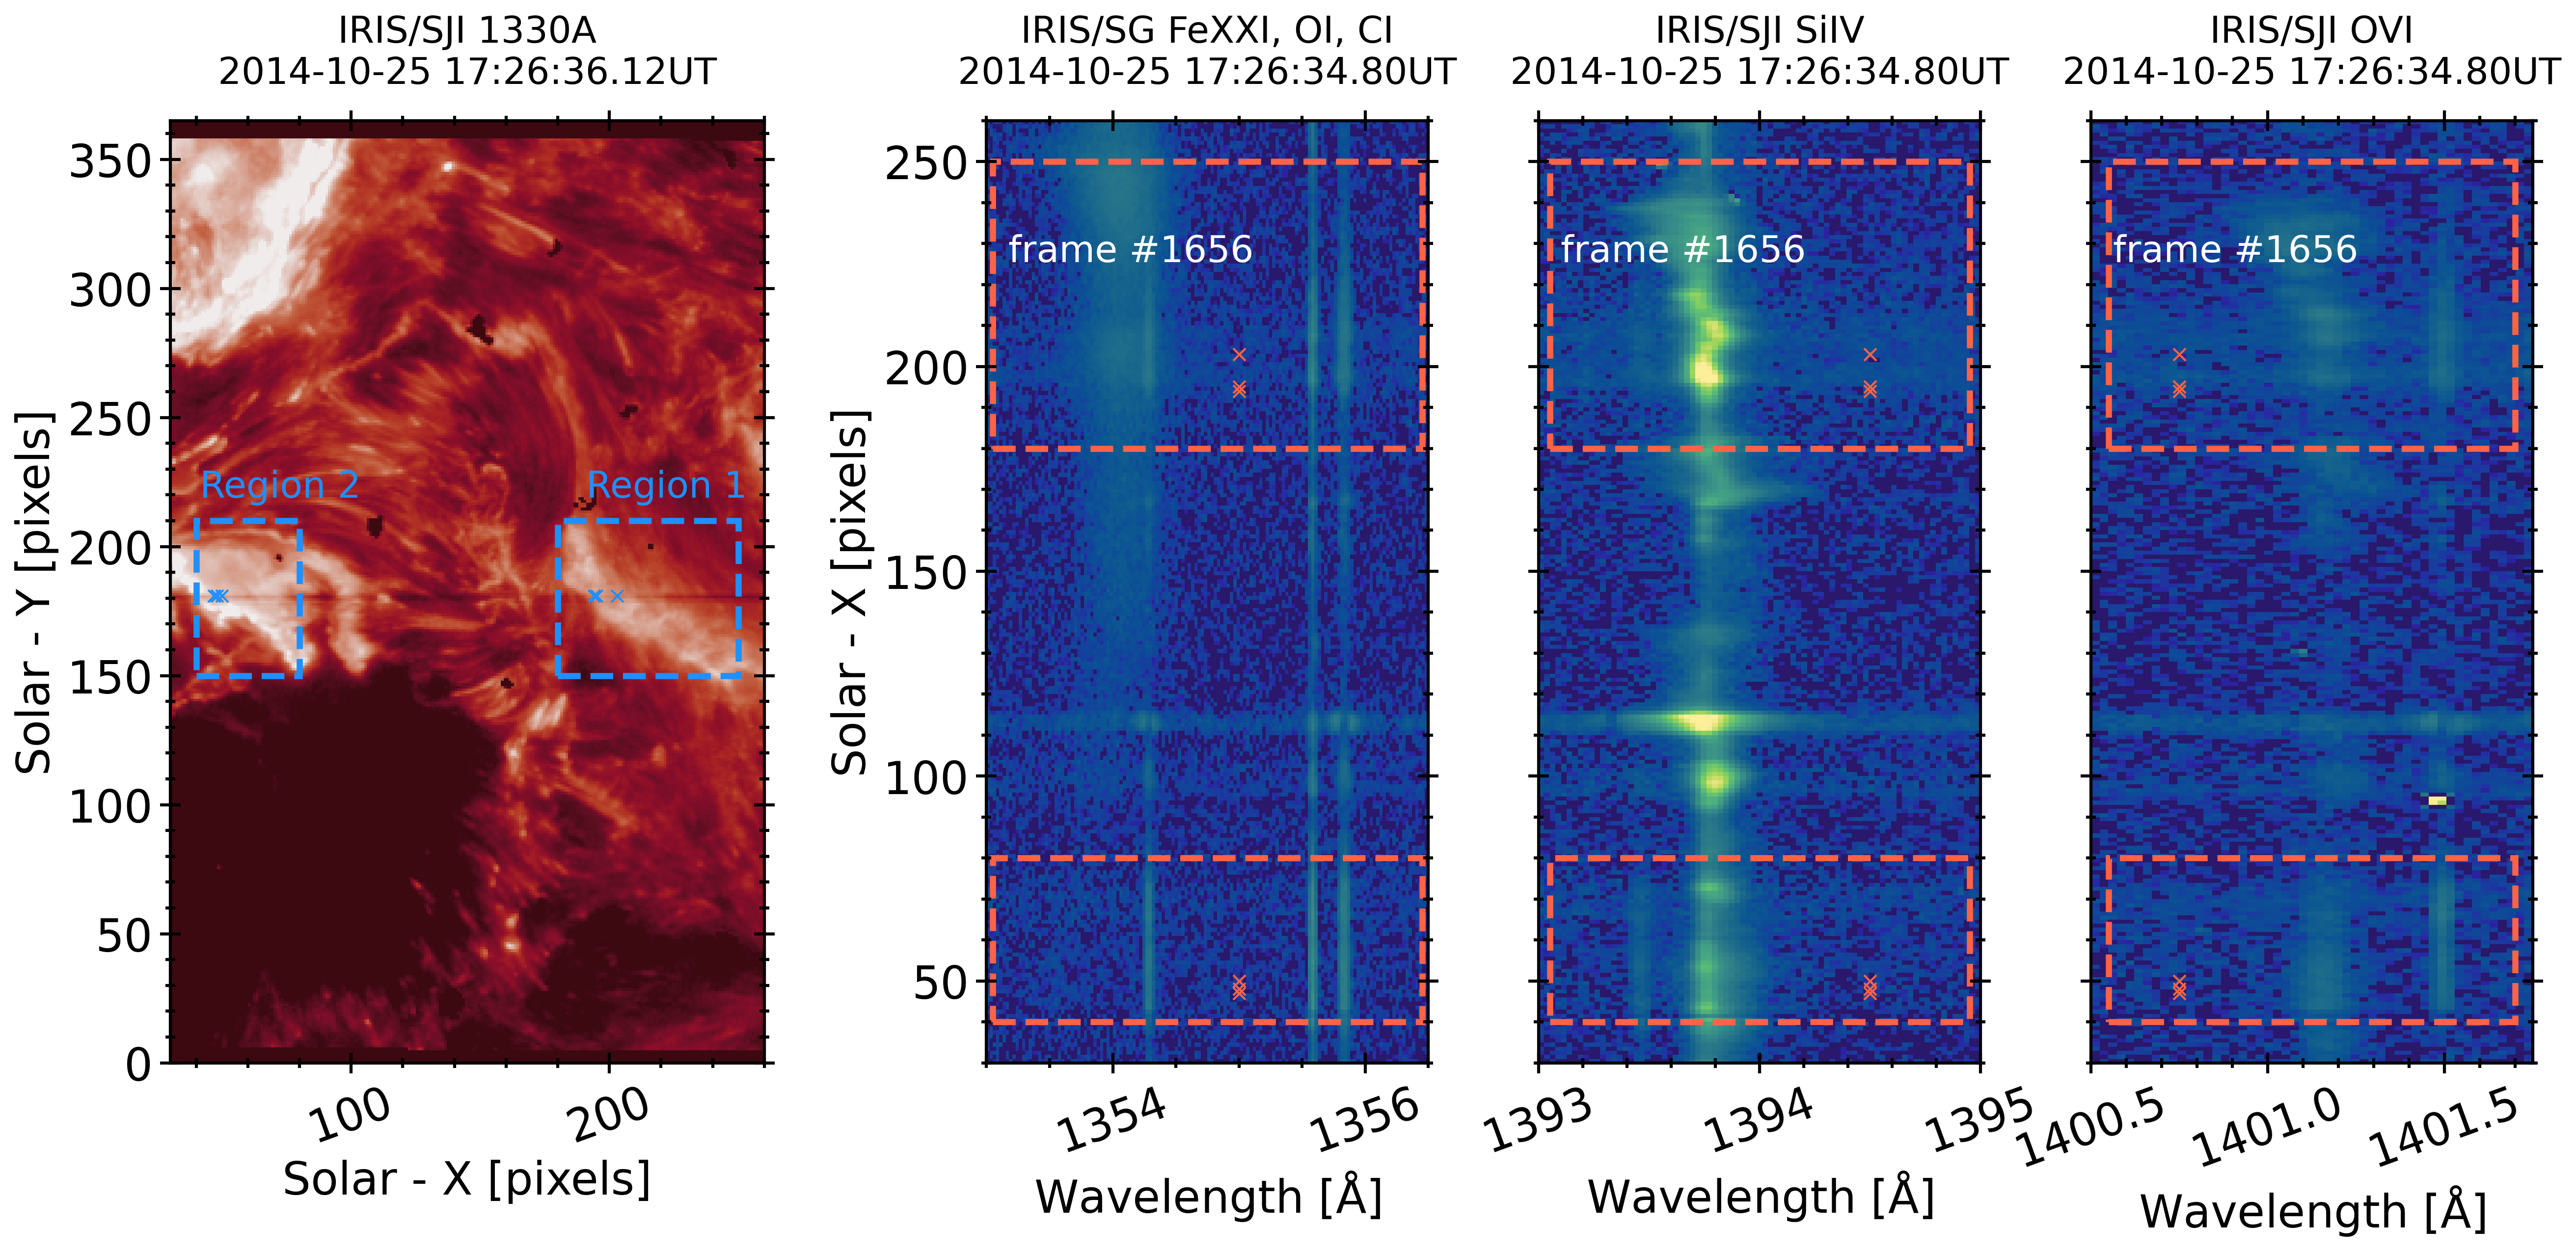 IRIS/SJI 1330A
2014-10-25 17:26:36.12UT
350
300
250
200
150
100
50
0
Solar - Y [pixels]
Region 2
Region 1
100
200
Solar - X [pixels]
IRIS/SG FeXXI, OI, CI
2014-10-25 17:26:34.80UT
250
200
150
100
50
Solar - X [pixels]
frame #1656
1354
1356
Wavelength [Å]
IRIS/SJI SiIV
2014-10-25 17:26:34.80UT
frame #1656
1393
1394
1395
Wavelength [Å]
IRIS/SJI OVI
2014-10-25 17:26:34.80UT
frame #1656
1400.5
1401.0
1401.5
Wavelength [Å]